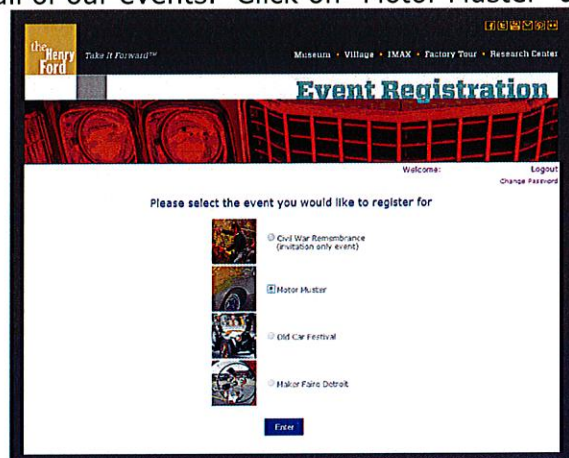 all of our events. Click on "Motor Muster"
the Henry Ford
Take It Forward™
Museum • Village • IMAX • Factory Tour • Research Center
Event Registration
Welcome: Logout
Change Password
Please select the event you would like to register for
Civil War Remembrance
(invitation only event)
Motor Muster
Old Car Festival
Maker Faire Detroit
Enter